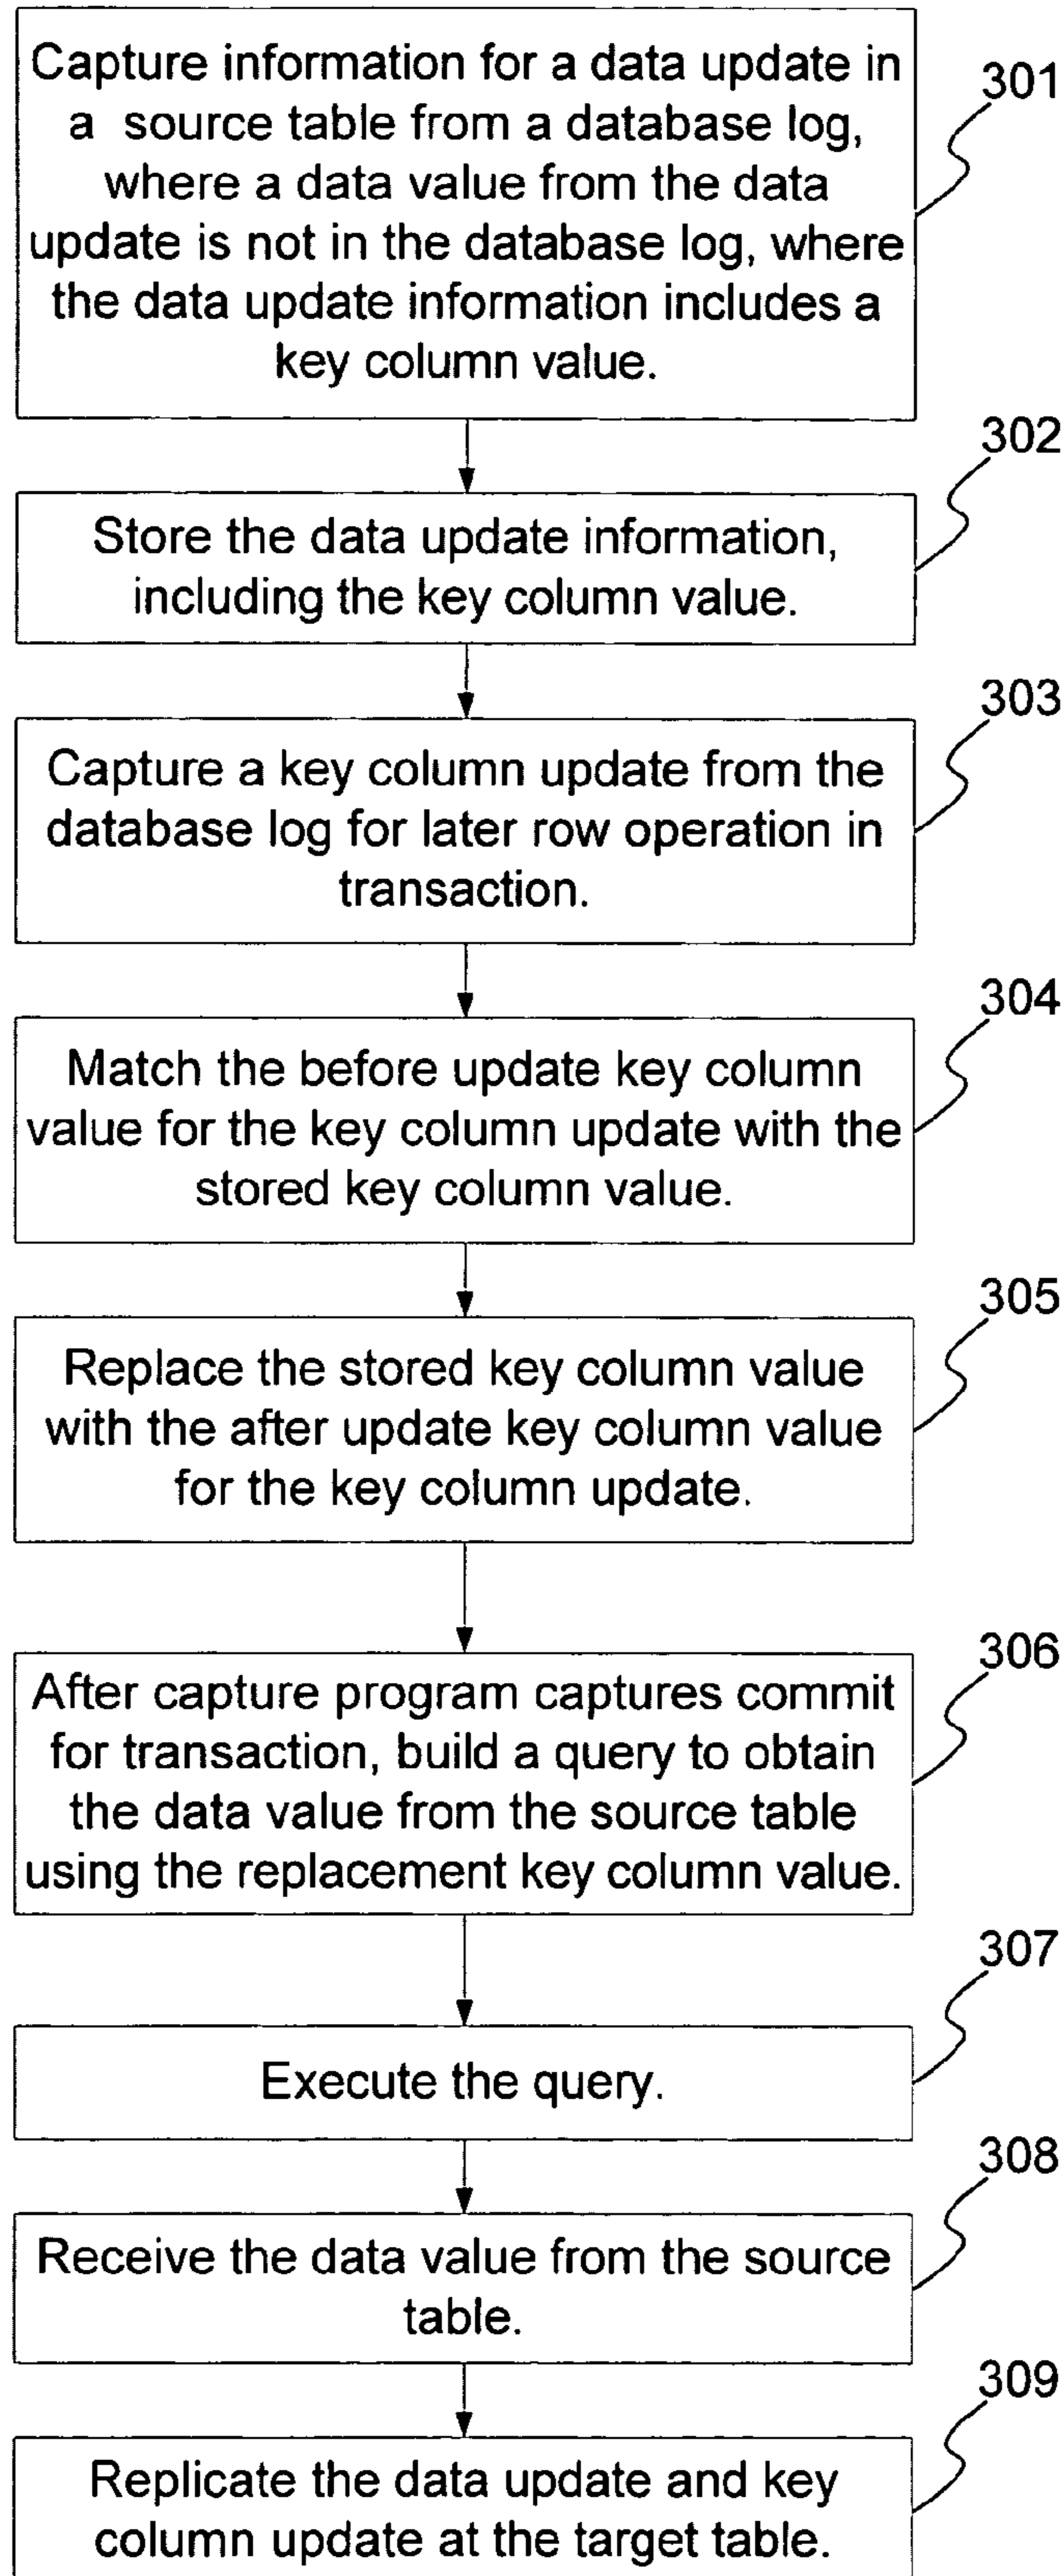 Capture information for a data update in
a source table from a database log,
where a data value from the data
update is not in the database log, where
the data update information includes a
key column value.
301
Store the data update information,
including the key column value.
302
Capture a key column update from the
database log for later row operation in
transaction.
303
Match the before update key column
value for the key column update with the
stored key column value.
304
Replace the stored key column value
with the after update key column value
for the key column update.
305
After capture program captures commit
for transaction, build a query to obtain
the data value from the source table
using the replacement key column value.
306
Execute the query.
307
Receive the data value from the source
table.
308
Replicate the data update and key
column update at the target table.
309